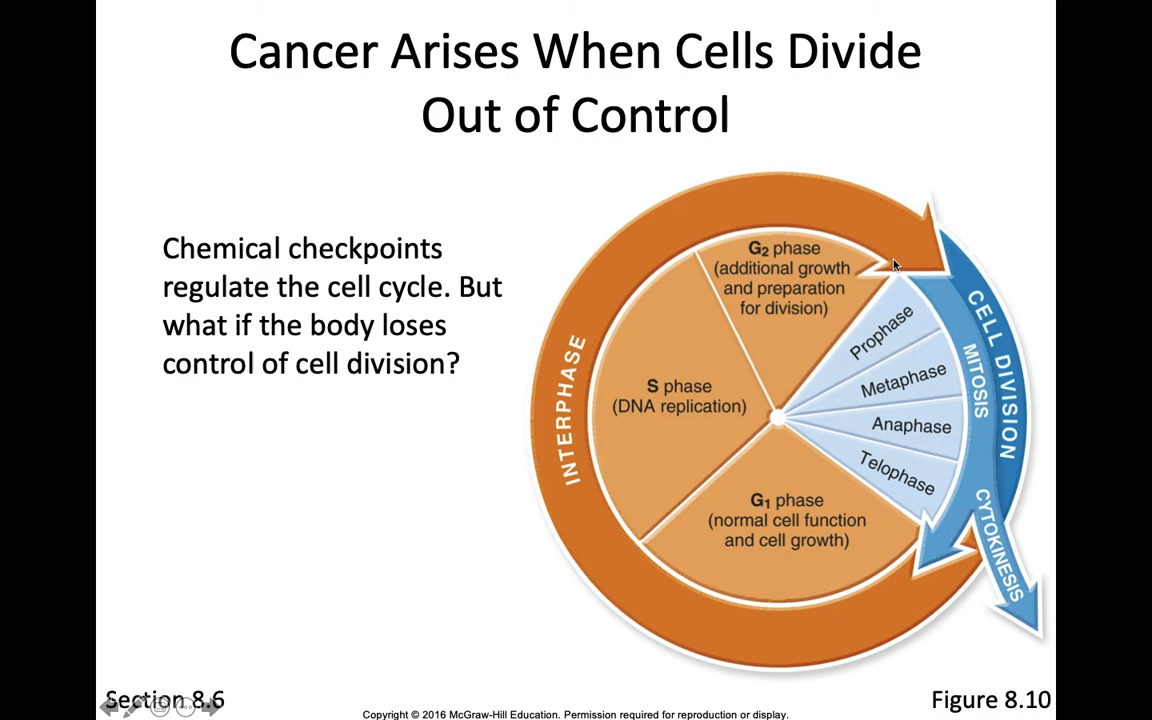 Cancer Arises When Cells Divide
Out of Control
Chemical checkpoints
regulate the cell cycle. But
what if the body loses
control of cell division?
G2 phase
(additional growth
and preparation
for division)
Prophase
Metaphase
Anaphase
Telophase
S phase
(DNA replication)
G1 phase
(normal cell function
and cell growth)
INTERPHASE
CELL DIVISION
MITOSIS
CYTOKINESIS
Section 8.6
Figure 8.10
Copyright © 2016 McGraw-Hill Education. Permission required for reproduction or display.